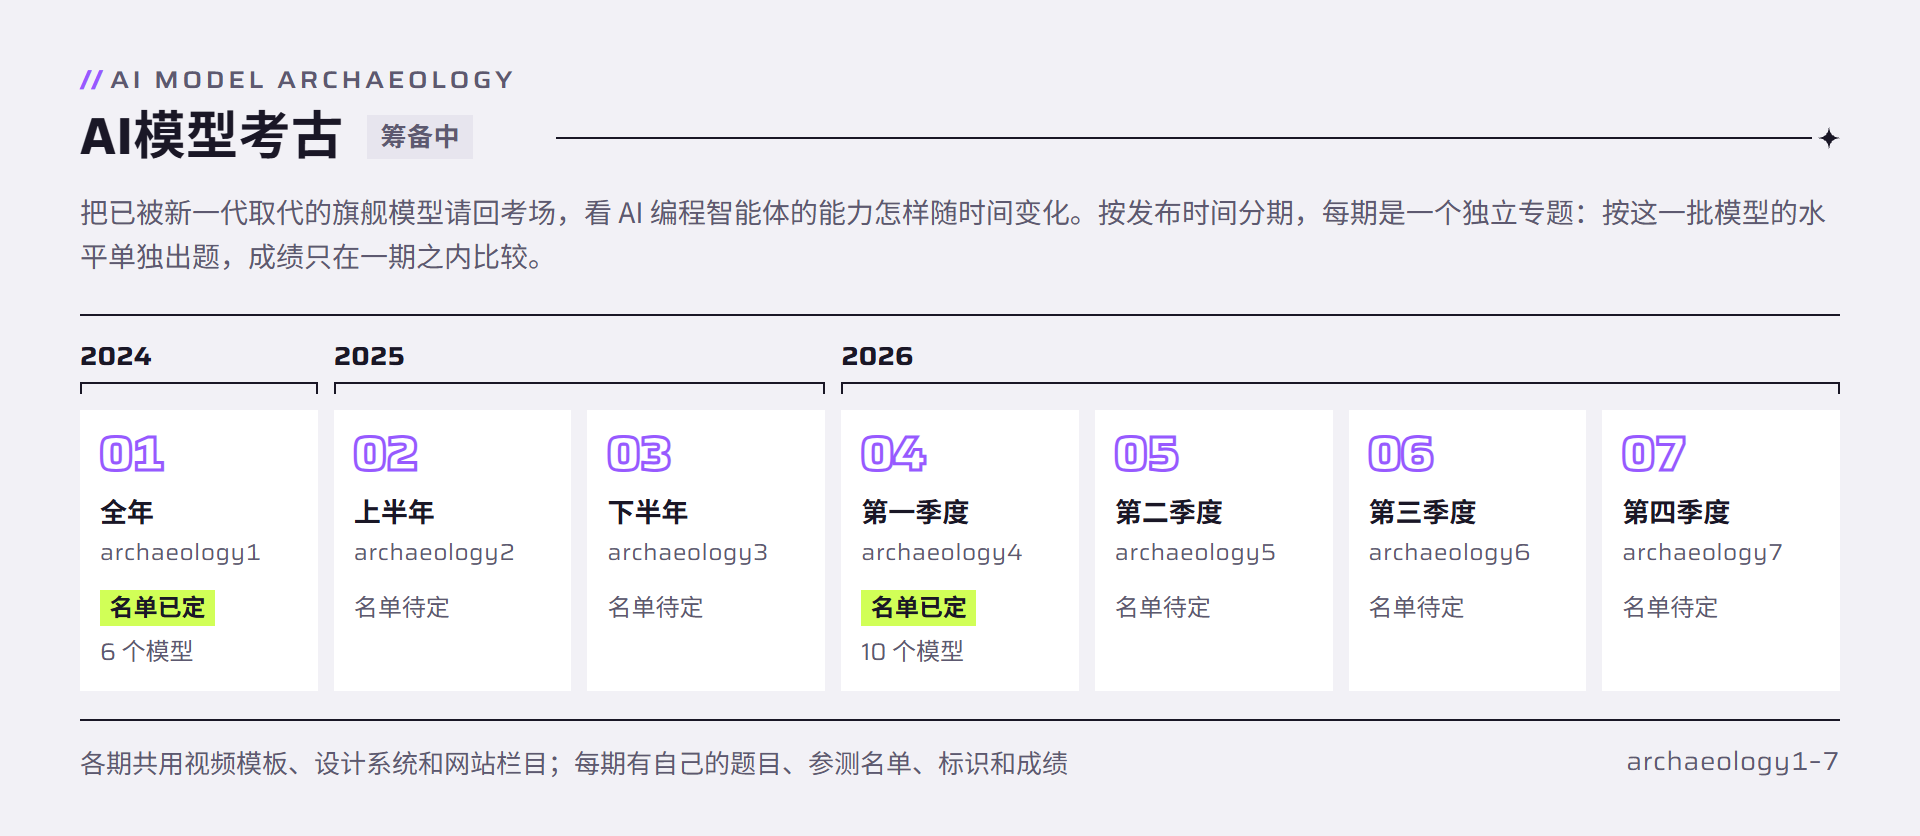 // AI MODEL ARCHAEOLOGY
AI模型考古 筹备中
把已被新一代取代的旗舰模型请回考场，看 AI 编程智能体的能力怎样随时间变化。按发布时间分期，每期是一个独立专题：按这一批模型的水
平单独出题，成绩只在一期之内比较。
2024
2025
2026
01
全年
archaeology1
名单已定
6 个模型
02
上半年
archaeology2
名单待定
03
下半年
archaeology3
名单待定
04
第一季度
archaeology4
名单已定
10 个模型
05
第二季度
archaeology5
名单待定
06
第三季度
archaeology6
名单待定
07
第四季度
archaeology7
名单待定
各期共用视频模板、设计系统和网站栏目；每期有自己的题目、参测名单、标识和成绩
archaeology1–7